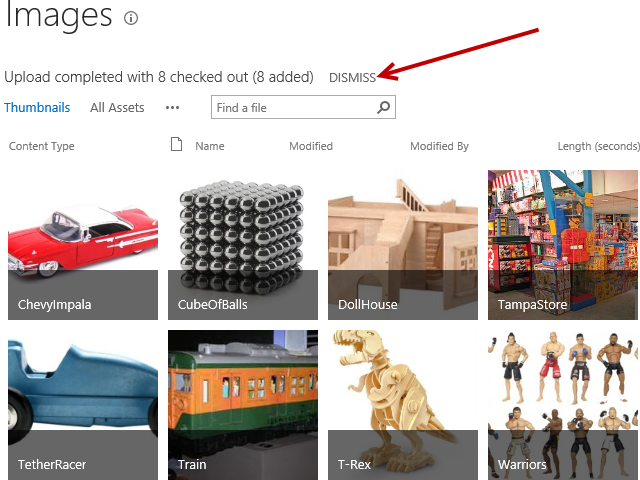 Images
Upload completed with 8 checked out (8 added) DISMISS
Thumbnails All Assets ...
Find a file
Content Type Name Modified Modified By Length (seconds)
ChevyImpala CubeOfBalls DollHouse TampaStore
TetherRacer Train T-Rex Warriors